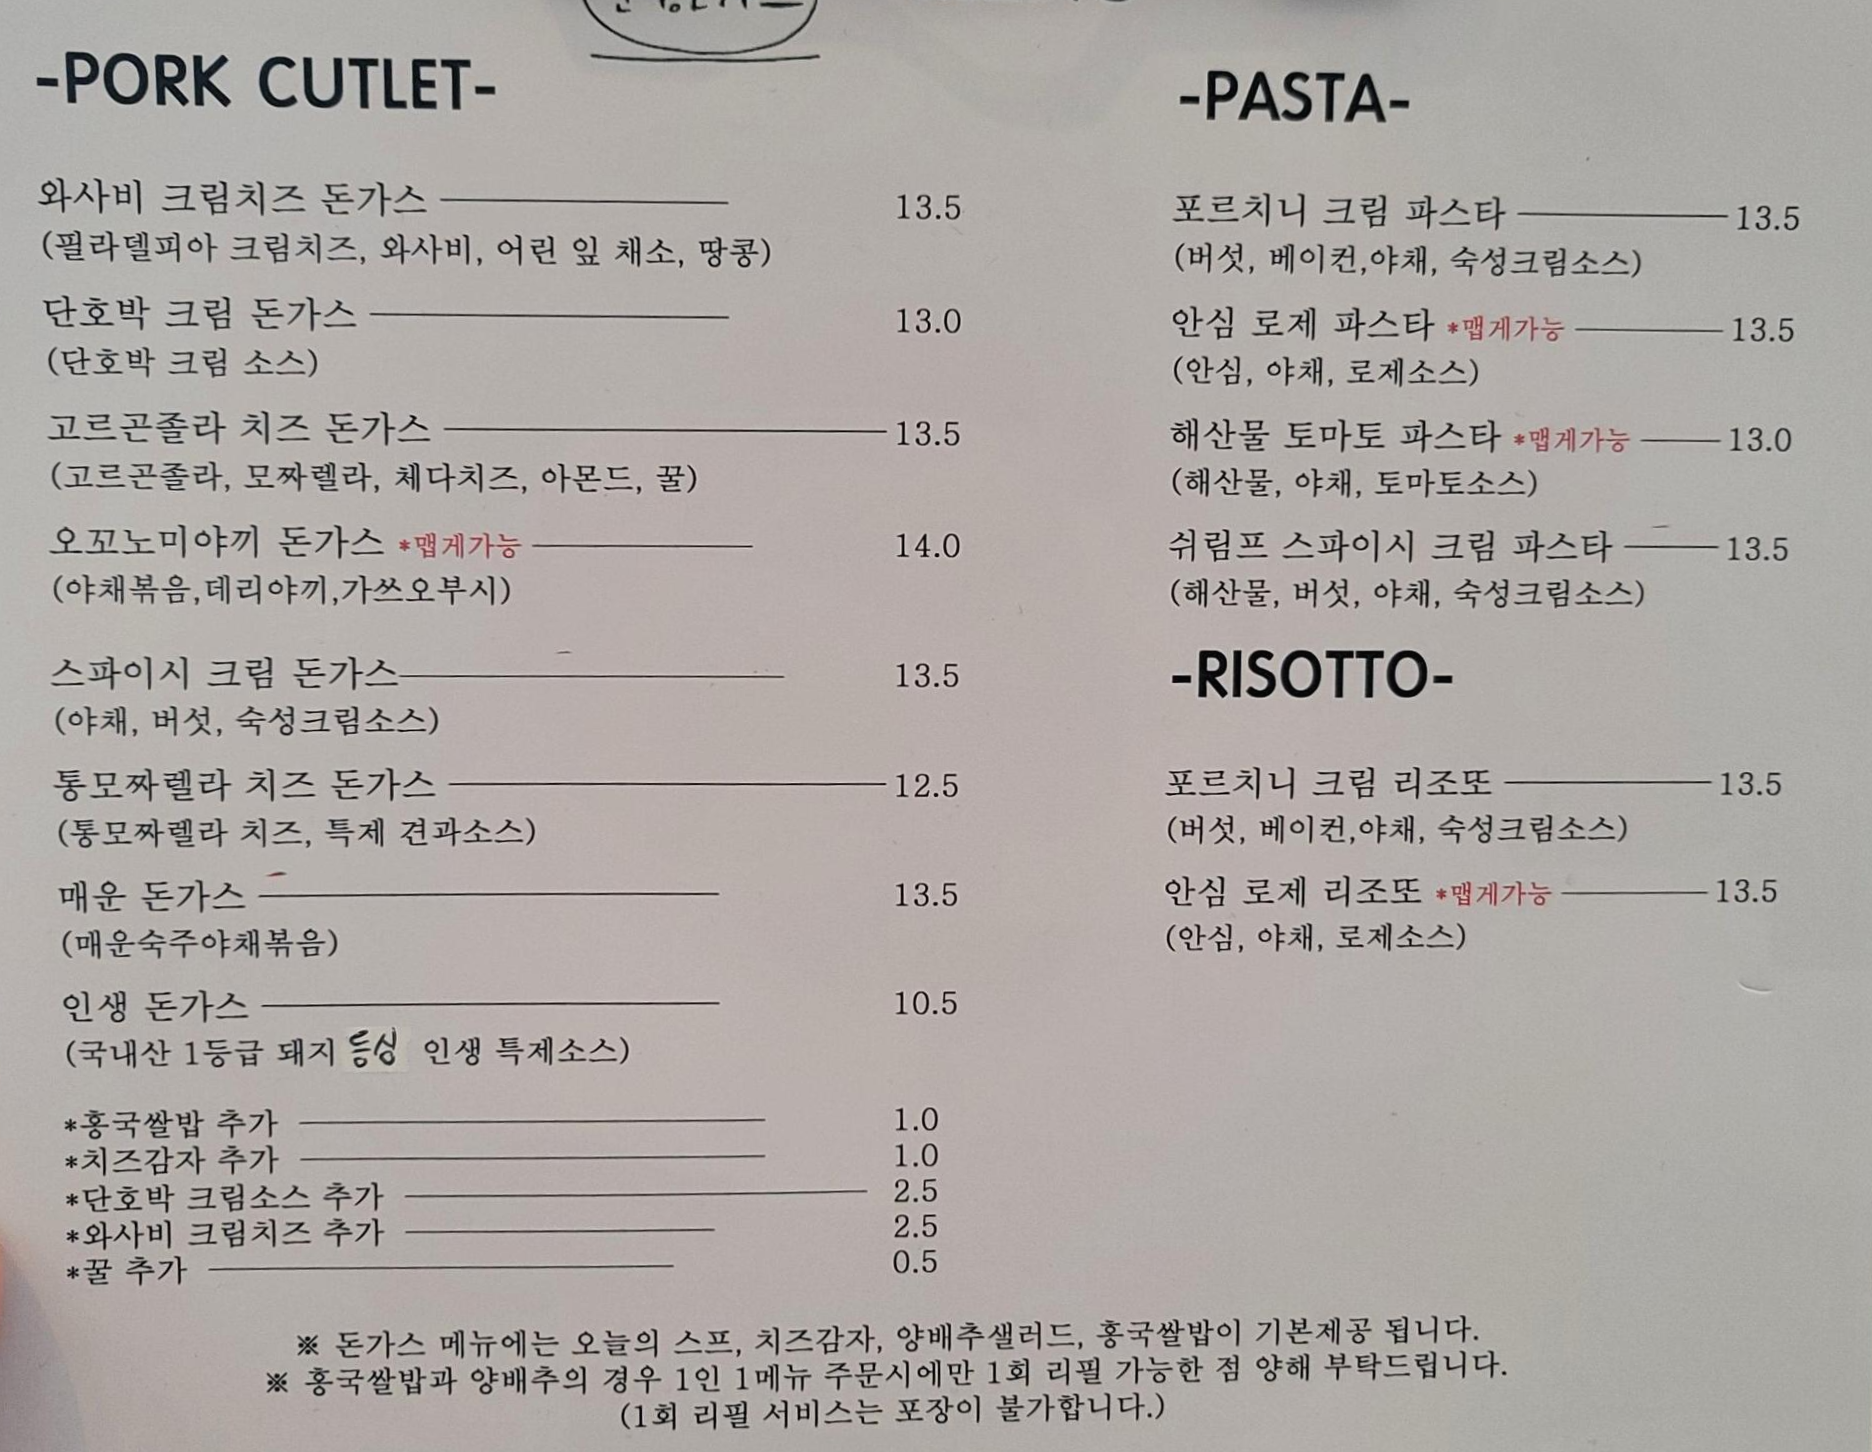 -PORK CUTLET-
와사비 크림치즈 돈가스 13.5
(필라델피아 크림치즈, 와사비, 어린 잎 채소, 땅콩)
단호박 크림 돈가스 13.0
(단호박 크림 소스)
고르곤졸라 치즈 돈가스 13.5
(고르곤졸라, 모짜렐라, 체다치즈, 아몬드, 꿀)
오꼬노미야끼 돈가스 *맵게가능 14.0
(야채볶음,데리야끼,가쓰오부시)
스파이시 크림 돈가스 13.5
(야채, 버섯, 숙성크림소스)
통모짜렐라 치즈 돈가스 12.5
(통모짜렐라 치즈, 특제 견과소스)
매운 돈가스 13.5
(매운숙주야채볶음)
인생 돈가스 10.5
(국내산 1등급 돼지 등심 인생 특제소스)
*홍국쌀밥 추가 1.0
*치즈감자 추가 1.0
*단호박 크림소스 추가 2.5
*와사비 크림치즈 추가 2.5
*꿀 추가 0.5
-PASTA-
포르치니 크림 파스타 13.5
(버섯, 베이컨,야채, 숙성크림소스)
안심 로제 파스타 *맵게가능 13.5
(안심, 야채, 로제소스)
해산물 토마토 파스타 *맵게가능 13.0
(해산물, 야채, 토마토소스)
쉬림프 스파이시 크림 파스타 13.5
(해산물, 버섯, 야채, 숙성크림소스)
-RISOTTO-
포르치니 크림 리조또 13.5
(버섯, 베이컨,야채, 숙성크림소스)
안심 로제 리조또 *맵게가능 13.5
(안심, 야채, 로제소스)
※ 돈가스 메뉴에는 오늘의 스프, 치즈감자, 양배추샐러드, 홍국쌀밥이 기본제공 됩니다.
※ 홍국쌀밥과 양배추의 경우 1인 1메뉴 주문시에만 1회 리필 가능한 점 양해 부탁드립니다.
(1회 리필 서비스는 포장이 불가합니다.)